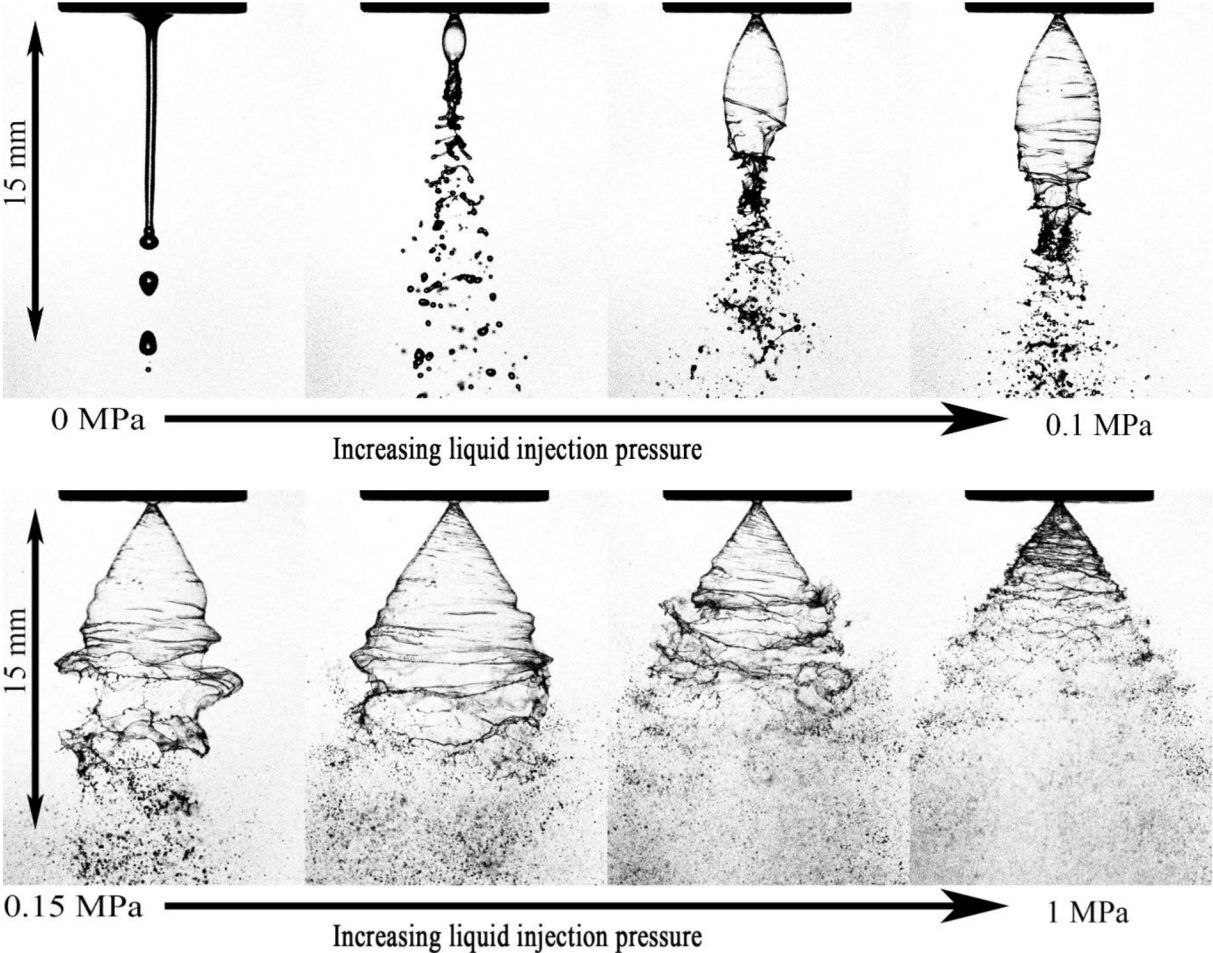 15 mm
0 MPa
0.1 MPa
Increasing liquid injection pressure
15 mm
0.15 MPa
1 MPa
Increasing liquid injection pressure